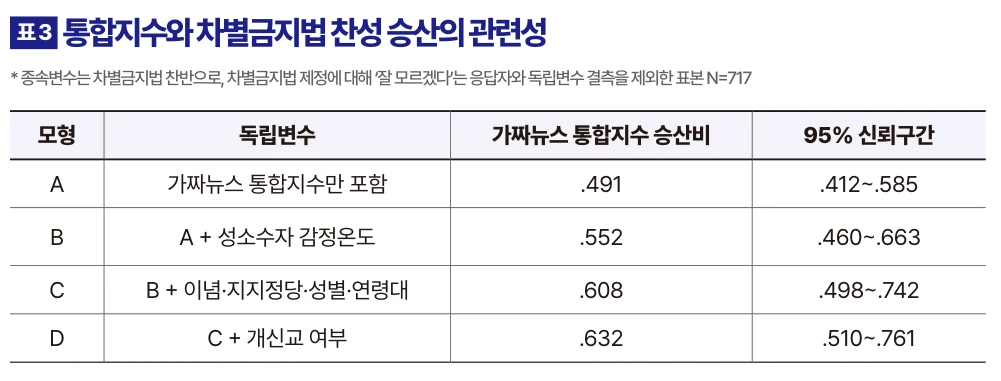 표3 통합지수와 차별금지법 찬성 승산의 관련성
* 종속변수는 차별금지법 찬반으로, 차별금지법 제정에 대해 '잘 모르겠다'는 응답자와 독립변수 결측을 제외한 표본 N=717
모형 독립변수 가짜뉴스 통합지수 승산비 95% 신뢰구간
A 가짜뉴스 통합지수만 포함 .491 .412~.585
B A + 성소수자 감정온도 .552 .460~.663
C B + 이념·지지정당·성별·연령대 .608 .498~.742
D C + 개신교 여부 .632 .510~.761